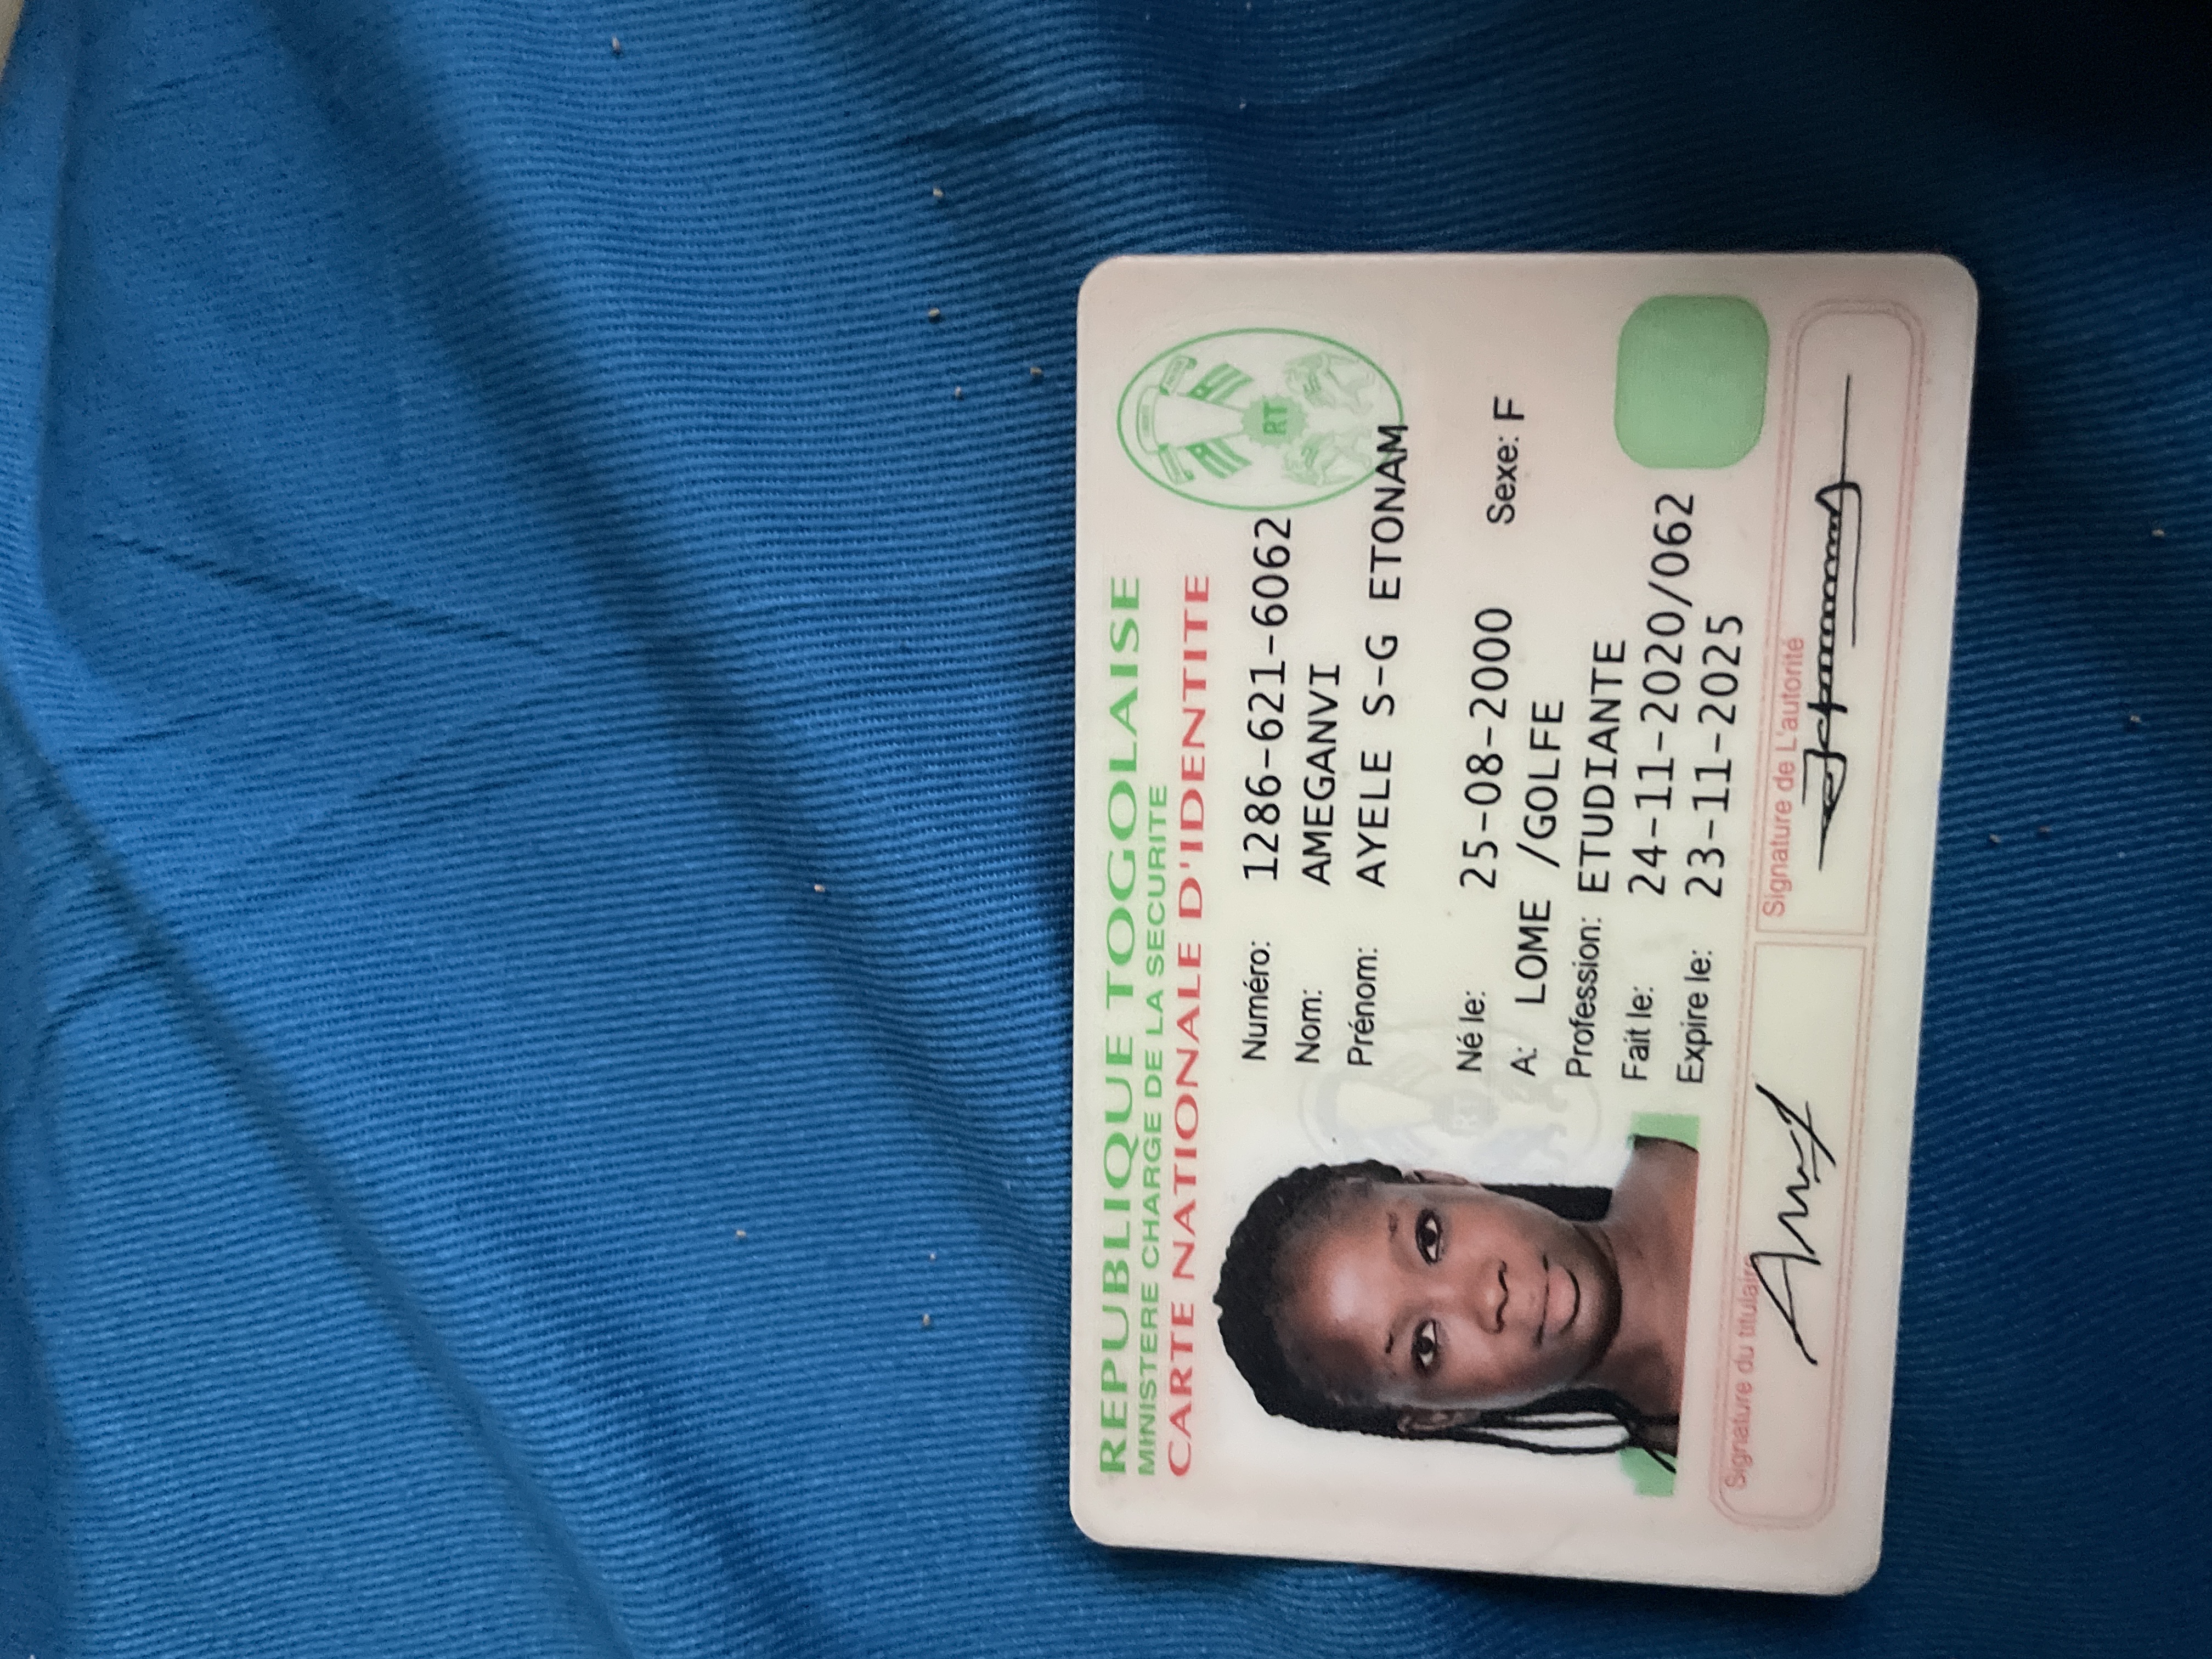 REPUBLIQUE TOGOLAISE
MINISTERE CHARGE DE LA SECURITE
CARTE NATIONALE D'IDENTITE
Numéro: 1286-621-6062
Nom: AMEGANVI
Prénom: AYELE S-G ETONAM
RT
Né le: 25-08-2000 Sexe: F
A: LOME /GOLFE
Profession: ETUDIANTE
Fait le: 24-11-2020/062
Expire le: 23-11-2025
Signature du titulaire
Signature de L'autorité